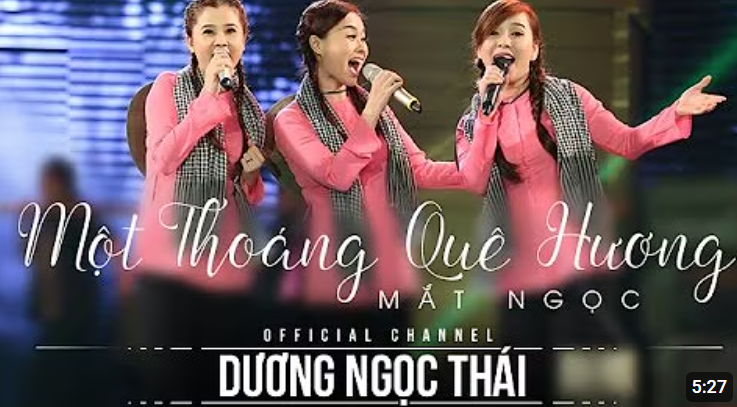 Một Thoáng Quê Hương
MẮT NGỌC
OFFICIAL CHANNEL
DƯƠNG NGỌC THÁI
5:27